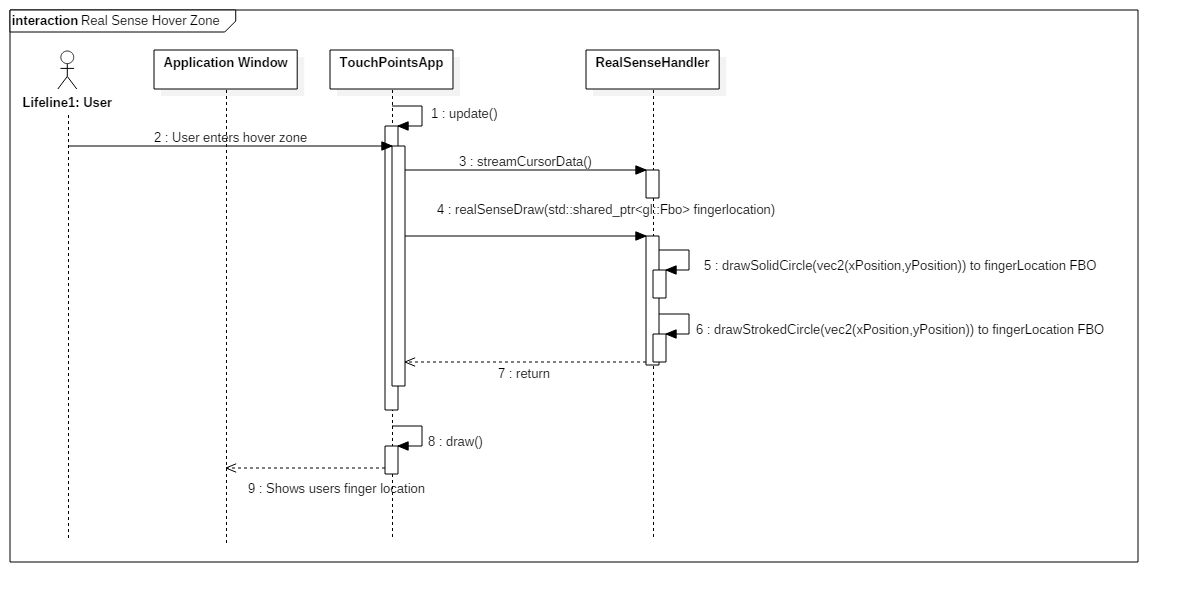 interaction Real Sense Hover Zone
Application Window
TouchPointsApp
RealSenseHandler
Lifeline1: User
1 : update()
2 : User enters hover zone
3 : streamCursorData()
4 : realSenseDraw(std::shared_ptr<gl::Fbo> fingerlocation)
5 : drawSolidCircle(vec2(xPosition,yPosition)) to fingerLocation FBO
6 : drawStrokedCircle(vec2(xPosition,yPosition)) to fingerLocation FBO
7 : return
8 : draw()
9 : Shows users finger location